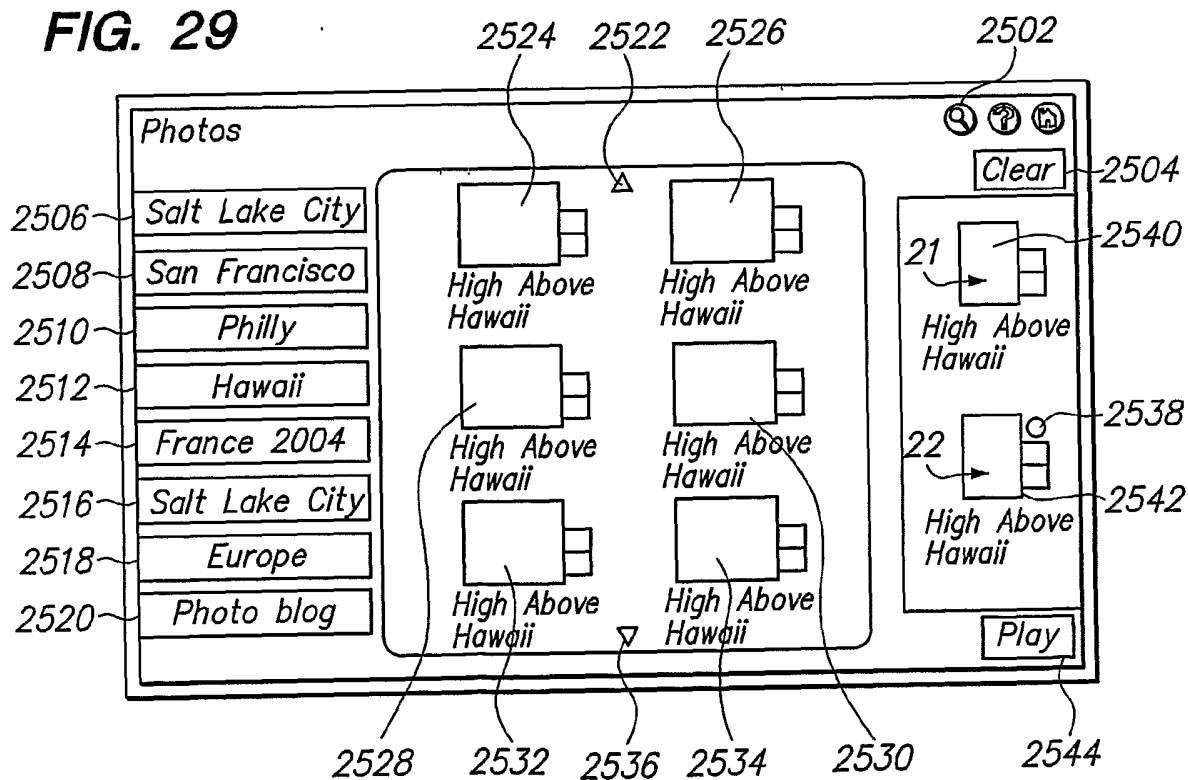 FIG. 29
2524
2522
2526
2502
Photos
?
Clear
2504
2506
Salt Lake City
2508
San Francisco
2510
Philly
2512
Hawaii
2514
France 2004
2516
Salt Lake City
2518
Europe
2520
Photo blog
High Above
Hawaii
High Above
Hawaii
High Above
Hawaii
High Above
Hawaii
High Above
Hawaii
High Above
Hawaii
21
2540
High Above
Hawaii
2538
22
2542
High Above
Hawaii
Play
2528
2532
2536
2534
2530
2544